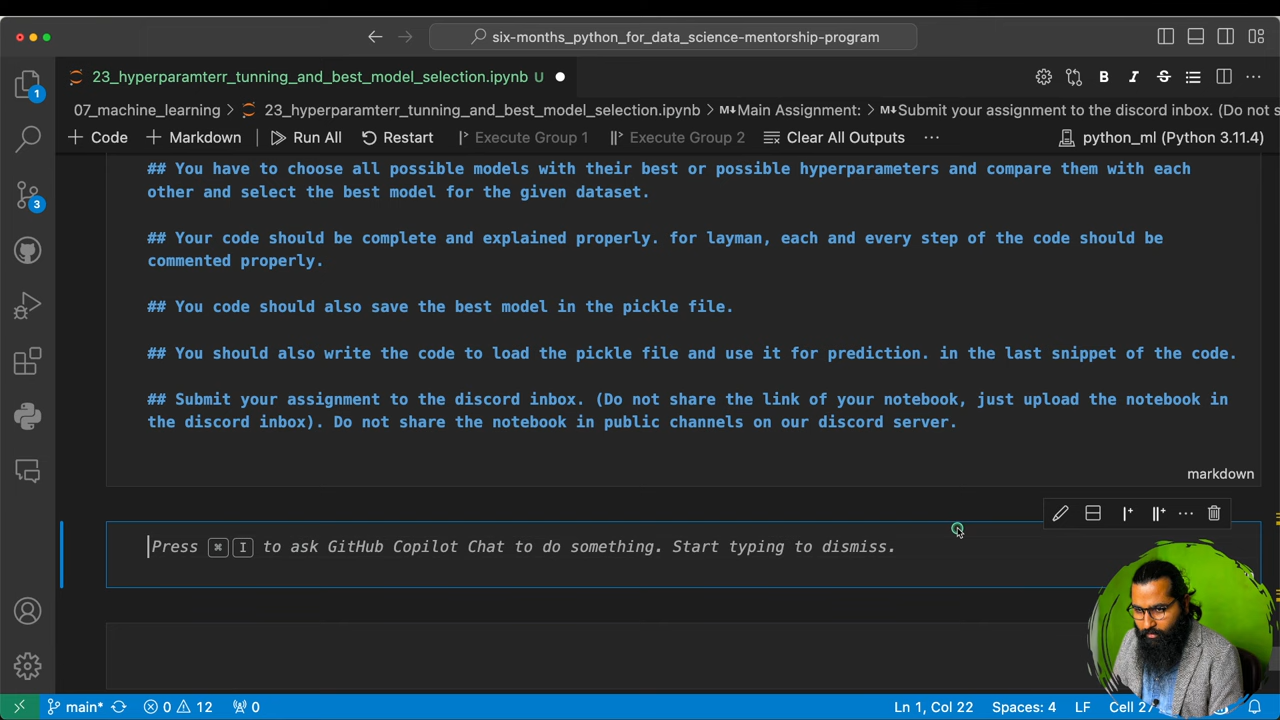 six-months_python_for_data_science-mentorship-program
23_hyperparamterr_tunning_and_best_model_selection.ipynb U
07_machine_learning > 23_hyperparamterr_tunning_and_best_model_selection.ipynb > M↓Main Assignment: > M↓Submit your assignment to the discord inbox. (Do not s
+ Code + Markdown Run All Restart Execute Group 1 Execute Group 2 Clear All Outputs ... python_ml (Python 3.11.4)
## You have to choose all possible models with their best or possible hyperparameters and compare them with each
other and select the best model for the given dataset.
## Your code should be complete and explained properly. for layman, each and every step of the code should be
commented properly.
## You code should also save the best model in the pickle file.
## You should also write the code to load the pickle file and use it for prediction. in the last snippet of the code.
## Submit your assignment to the discord inbox. (Do not share the link of your notebook, just upload the notebook in
the discord inbox). Do not share the notebook in public channels on our discord server.
markdown
Press ⌘ I to ask GitHub Copilot Chat to do something. Start typing to dismiss.
1
3
main* 0 12 0 Ln 1, Col 22 Spaces: 4 LF Cell 27